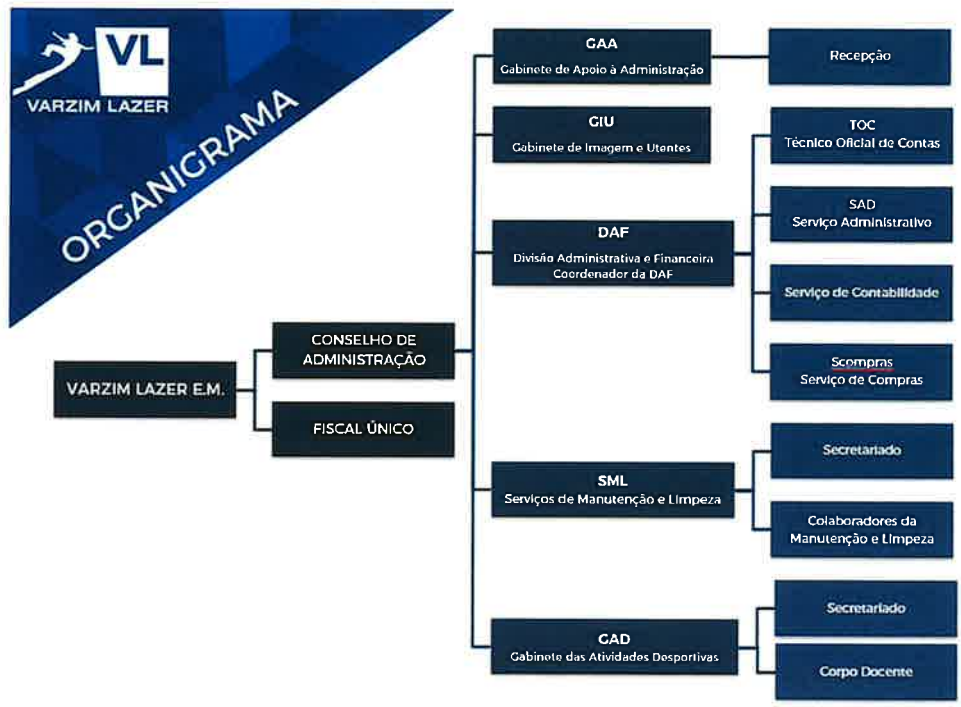 VL
VARZIM LAZER
ORGANIGRAMA
VARZIM LAZER E.M.
CONSELHO DE
ADMINISTRAÇÃO
FISCAL ÚNICO
GAA
Gabinete de Apoio à Administração
Recepção
GIU
Gabinete de Imagem e Utentes
DAF
Divisão Administrativa e Financeira
Coordenador da DAF
TOC
Técnico Oficial de Contas
SAD
Serviço Administrativo
Serviço de Contabilidade
Scompras
Serviço de Compras
SML
Serviços de Manutenção e Limpeza
Secretariado
Colaboradores da
Manutenção e Limpeza
GAD
Gabinete das Atividades Desportivas
Secretariado
Corpo Docente